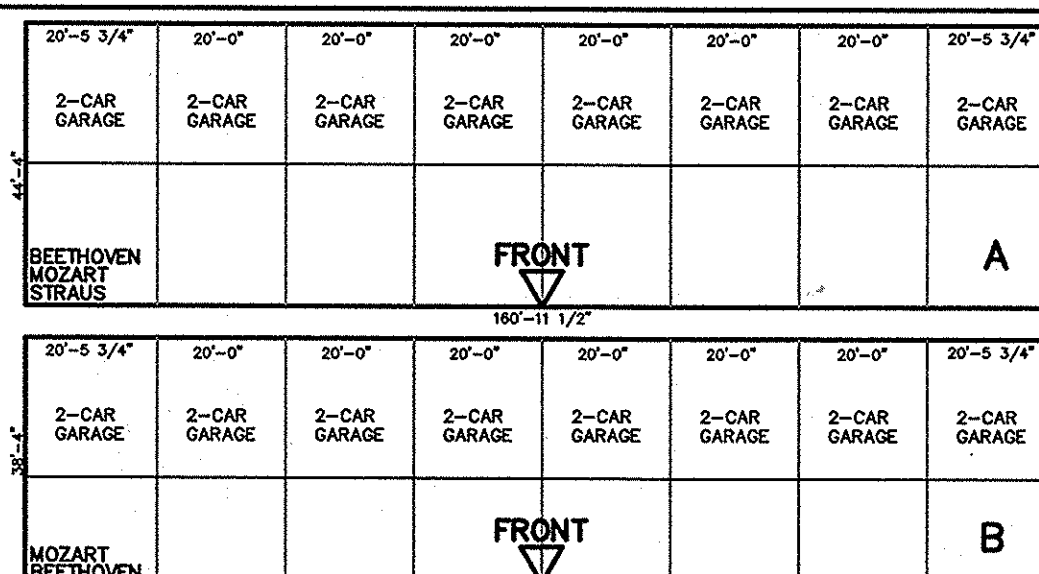 20'-5 3/4" 20'-0" 20'-0" 20'-0" 20'-0" 20'-0" 20'-0" 20'-5 3/4"
2-CAR GARAGE 2-CAR GARAGE 2-CAR GARAGE 2-CAR GARAGE 2-CAR GARAGE 2-CAR GARAGE 2-CAR GARAGE 2-CAR GARAGE
44'-4"
BEETHOVEN
MOZART
STRAUS
FRONT
A
160'-11 1/2"
20'-5 3/4" 20'-0" 20'-0" 20'-0" 20'-0" 20'-0" 20'-0" 20'-5 3/4"
2-CAR GARAGE 2-CAR GARAGE 2-CAR GARAGE 2-CAR GARAGE 2-CAR GARAGE 2-CAR GARAGE 2-CAR GARAGE 2-CAR GARAGE
38'-4"
FRONT
B
MOZART
BEETHOVEN